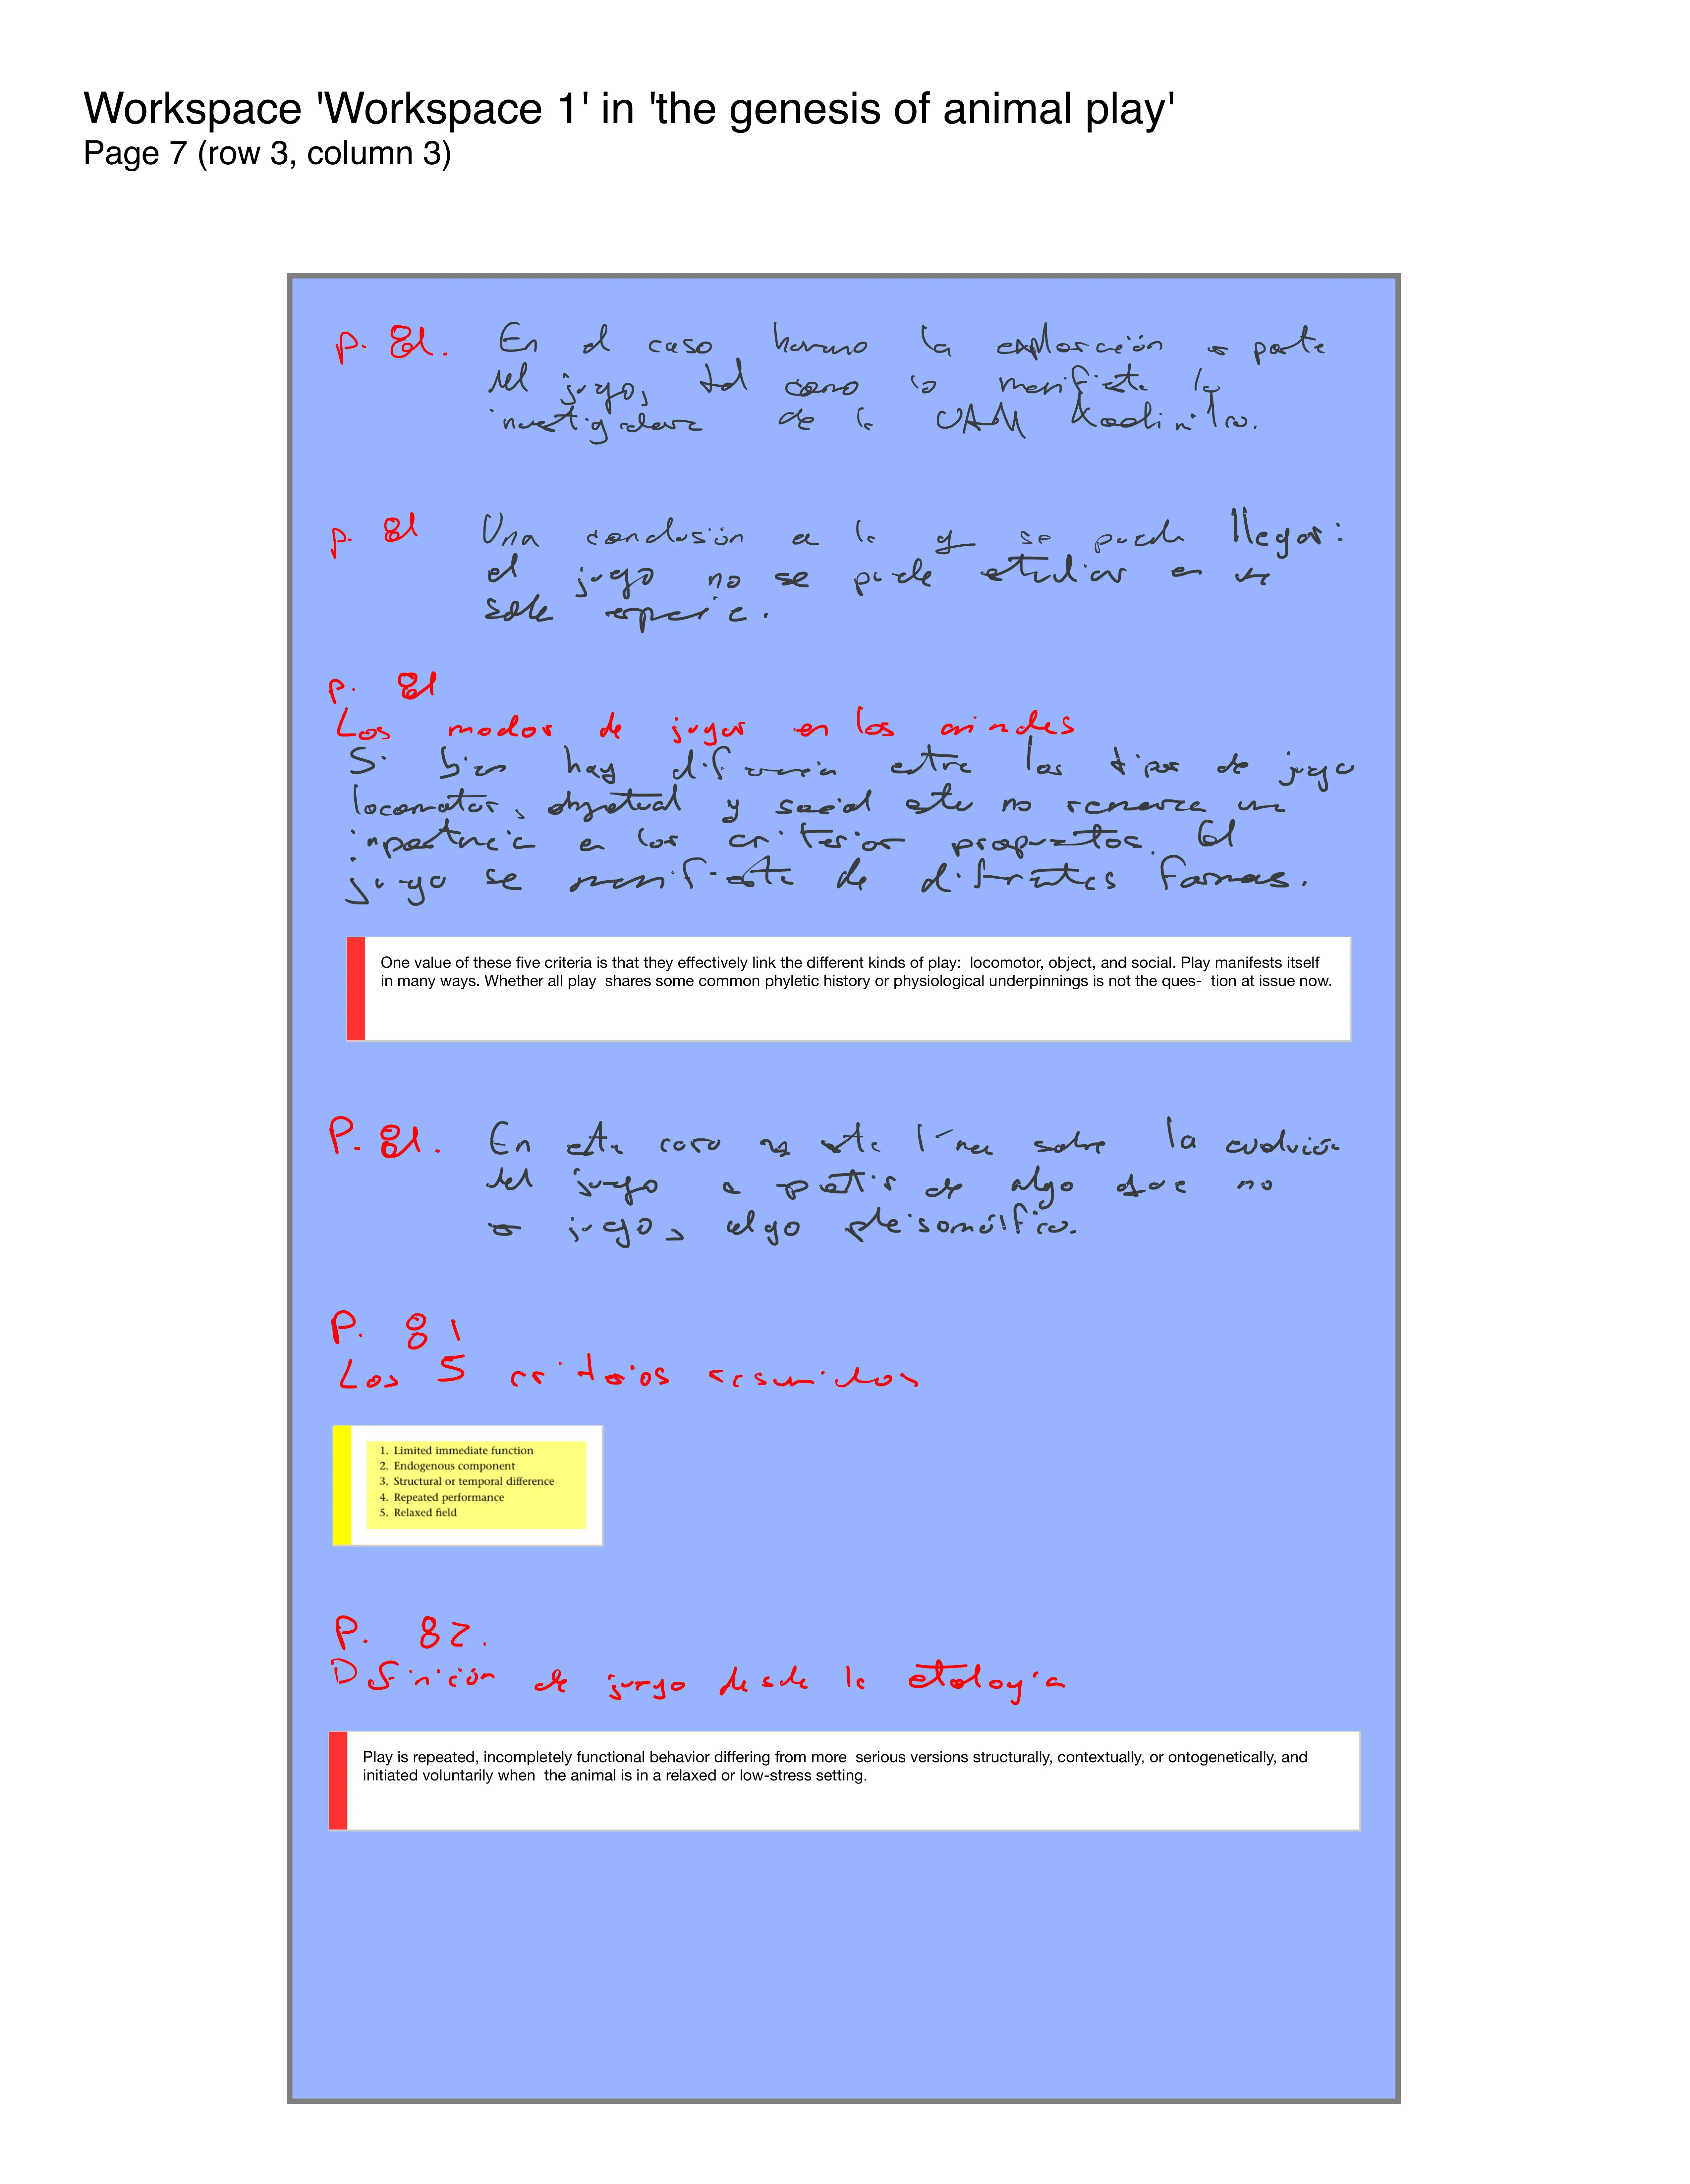 Workspace 'Workspace 1' in 'the genesis of animal play'
Page 7 (row 3, column 3)
p. 81. En el caso humano la exploración es parte
del juego, tal como lo manifiesta la
investigadora de la UAM Xochimilco.
p. 81 Una conclusión a la q se puede llegar:
el juego no se puede estudiar en una
sola especie.
p. 81
Los modos de jugar en los animales
Si bien hay diferencia entre los tipos de juego
locomotor, objetual y social esto no
importancia en los criterios propuestos. El
juego se manifiesta de diferentes formas.
One value of these five criteria is that they effectively link the different kinds of play: locomotor, object, and social. Play manifests itself
in many ways. Whether all play shares some common phyletic history or physiological underpinnings is not the ques- tion at issue now.
P. 81. En este caso esta línea sobre la evolución
del juego a partir de algo que no
es juego, algo plesiomórfico.
P. 81
Los 5 criterios resumidos
1. Limited immediate function
2. Endogenous component
3. Structural or temporal difference
4. Repeated performance
5. Relaxed field
P. 82.
Definición de juego desde la etología
Play is repeated, incompletely functional behavior differing from more serious versions structurally, contextually, or ontogenetically, and
initiated voluntarily when the animal is in a relaxed or low-stress setting.